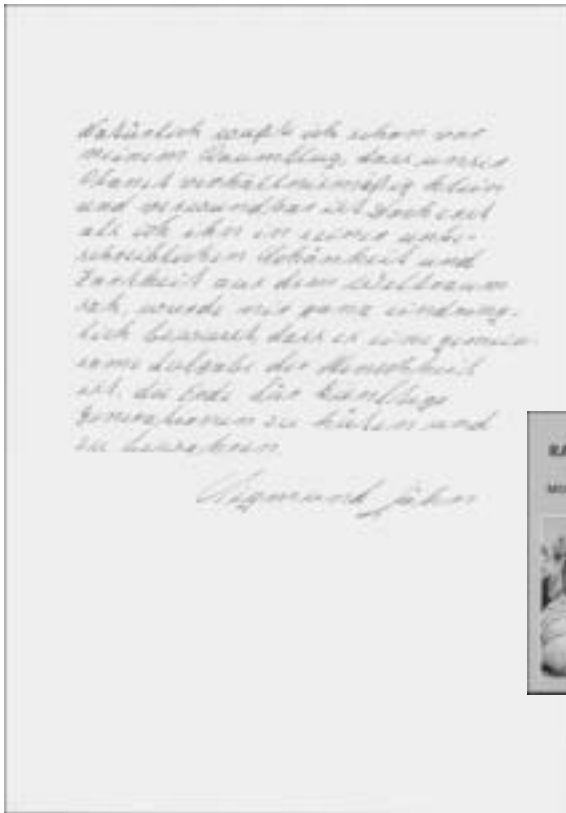 Natürlich wußte ich schon vor
meinem Raumflug, dass unser
Planet verhältnismäßig klein
und verwundbar ist. Doch erst
als ich ihn in seiner unbe-
schreiblichen Schönheit und
Zartheit aus dem Weltraum
sah, wurde mir ganz eindring-
lich bewusst, dass es eine gemein-
same Aufgabe der Menschheit
ist, die Erde für künftige
Generationen zu hüten und
zu bewahren.
Sigmund Jähn